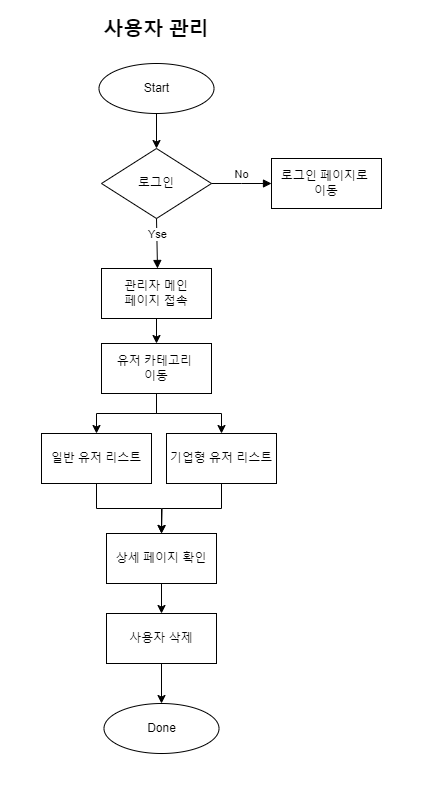 사용자 관리
Start
로그인
No
로그인 페이지로
이동
Yse
관리자 메인
페이지 접속
유저 카테고리
이동
일반 유저 리스트
기업형 유저 리스트
상세 페이지 확인
사용자 삭제
Done